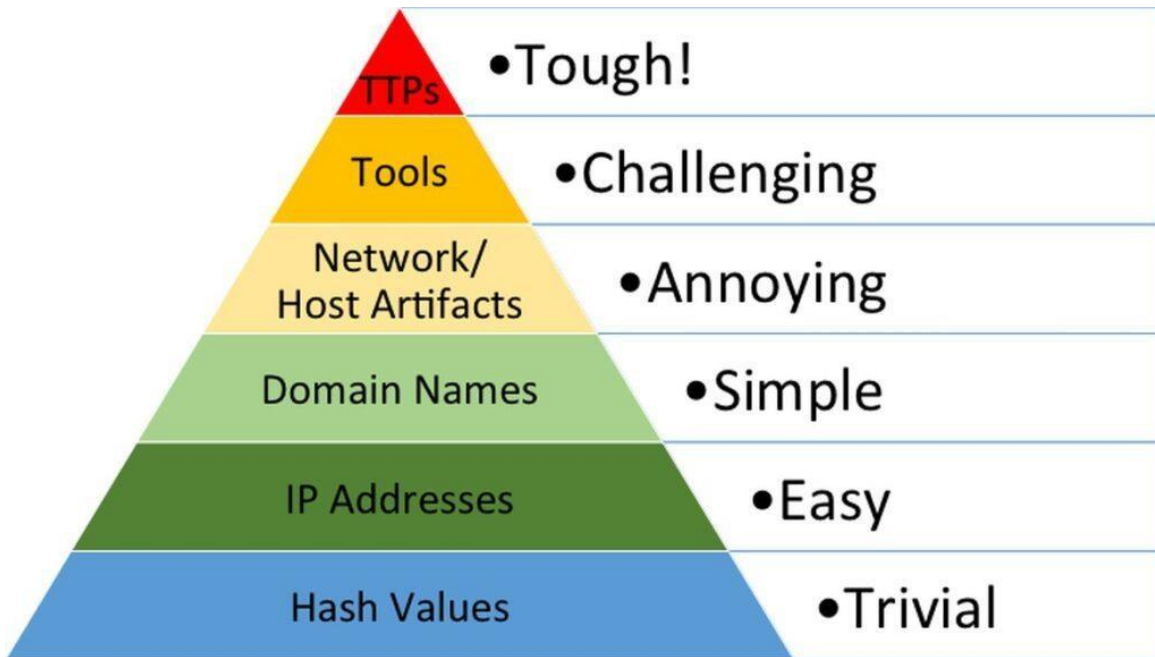 TTPs
•Tough!
Tools
•Challenging
Network/
Host Artifacts
•Annoying
Domain Names
•Simple
IP Addresses
•Easy
Hash Values
•Trivial